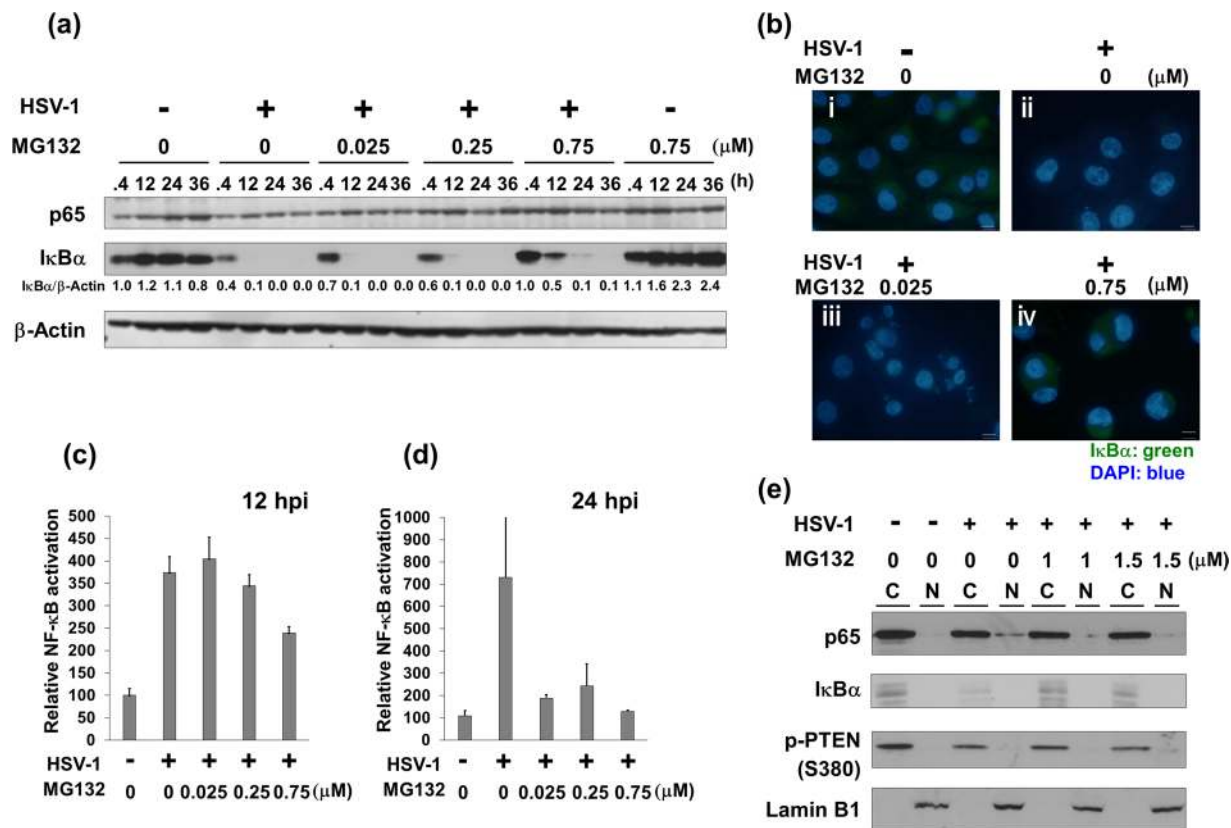 (a)
HSV-1 - + + + + -
MG132 0 0 0.025 0.25 0.75 0.75 (μM)
.4 12 24 36 .4 12 24 36 .4 12 24 36 .4 12 24 36 .4 12 24 36 .4 12 24 36 (h)
p65
IκBα
IκBα/β-Actin 1.0 1.2 1.1 0.8 0.4 0.1 0.0 0.0 0.7 0.1 0.0 0.0 0.6 0.1 0.0 0.0 1.0 0.5 0.1 0.1 1.1 1.6 2.3 2.4
β-Actin
(b)
HSV-1 - +
MG132 0 0 (μM)
i ii
HSV-1 + +
MG132 0.025 0.75 (μM)
iii iv
IκBα: green
DAPI: blue
(c)
12 hpi
Relative NF-κB activation
500
450
400
350
300
250
200
150
100
50
0
HSV-1 - + + + +
MG132 0 0 0.025 0.25 0.75 (μM)
(d)
24 hpi
Relative NF-κB activation
1000
900
800
700
600
500
400
300
200
100
0
HSV-1 - + + + +
MG132 0 0 0.025 0.25 0.75 (μM)
(e)
HSV-1 - - + + + + + +
MG132 0 0 0 0 1 1 1.5 1.5 (μM)
C N C N C N C N
p65
IκBα
p-PTEN
(S380)
Lamin B1